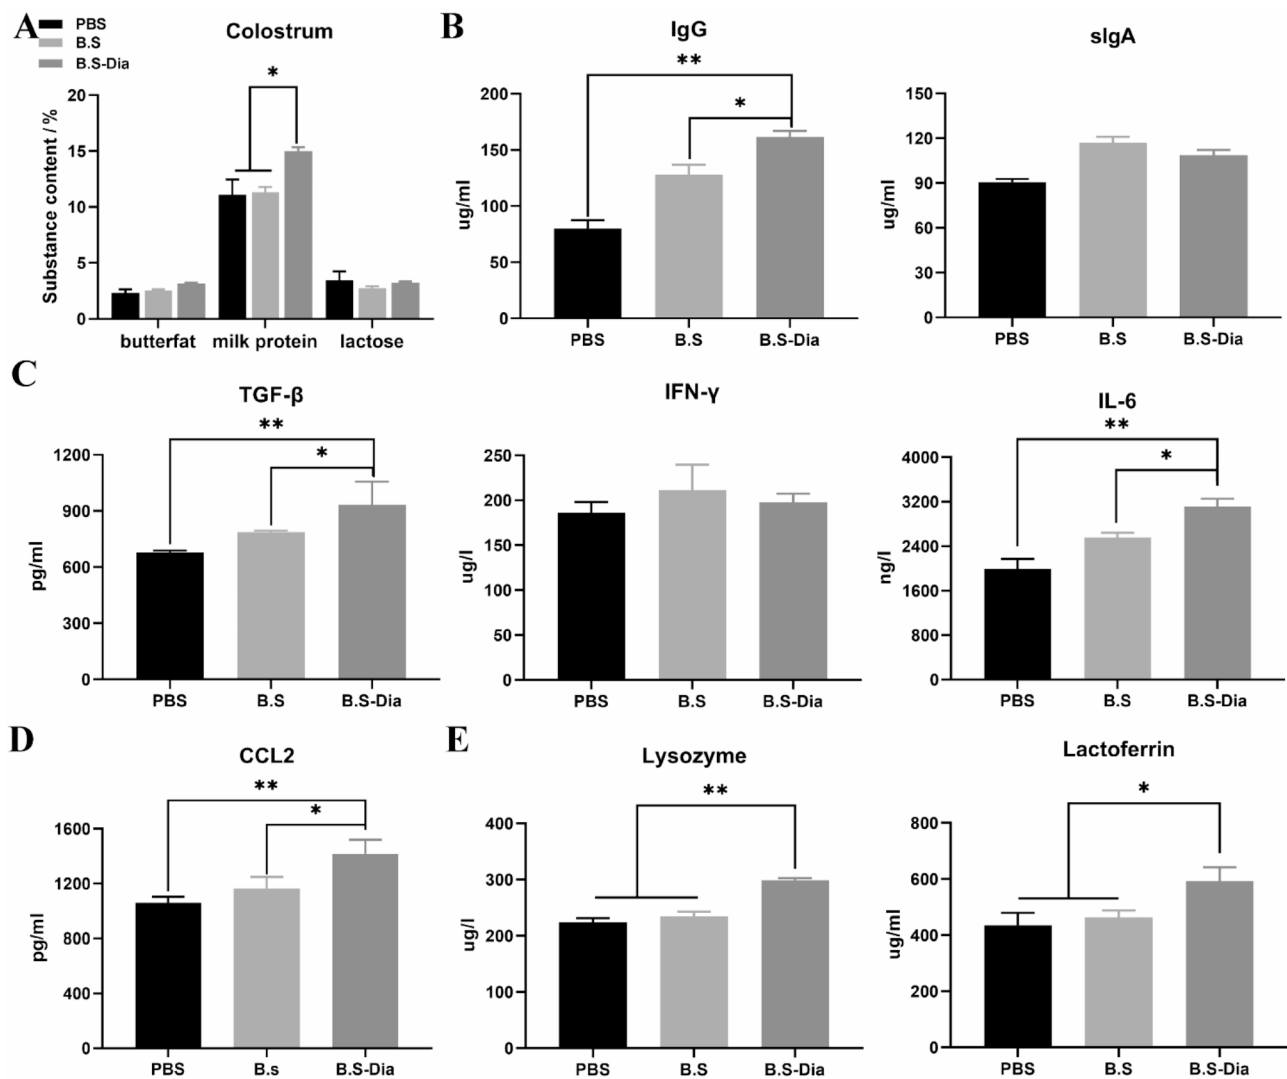 A
PBS
B.S
B.S-Dia
Colostrum
*
Substance content / %
20
15
10
5
0
butterfat milk protein lactose
B
IgG
**
*
ug/ml
200
150
100
50
0
PBS B.S B.S-Dia
sIgA
ug/ml
150
120
90
60
30
0
PBS B.S B.S-Dia
C
TGF-β
**
*
pg/ml
1200
900
600
300
0
PBS B.S B.S-Dia
IFN-γ
ug/l
250
200
150
100
50
0
PBS B.S B.S-Dia
IL-6
**
*
ng/l
4000
3200
2400
1600
800
0
PBS B.S B.S-Dia
D
CCL2
**
*
pg/ml
1600
1200
1000
800
400
0
PBS B.s B.S-Dia
E
Lysozyme
**
ug/l
400
300
200
100
0
PBS B.S B.S-Dia
Lactoferrin
*
ug/ml
800
600
400
200
0
PBS B.S B.S-Dia